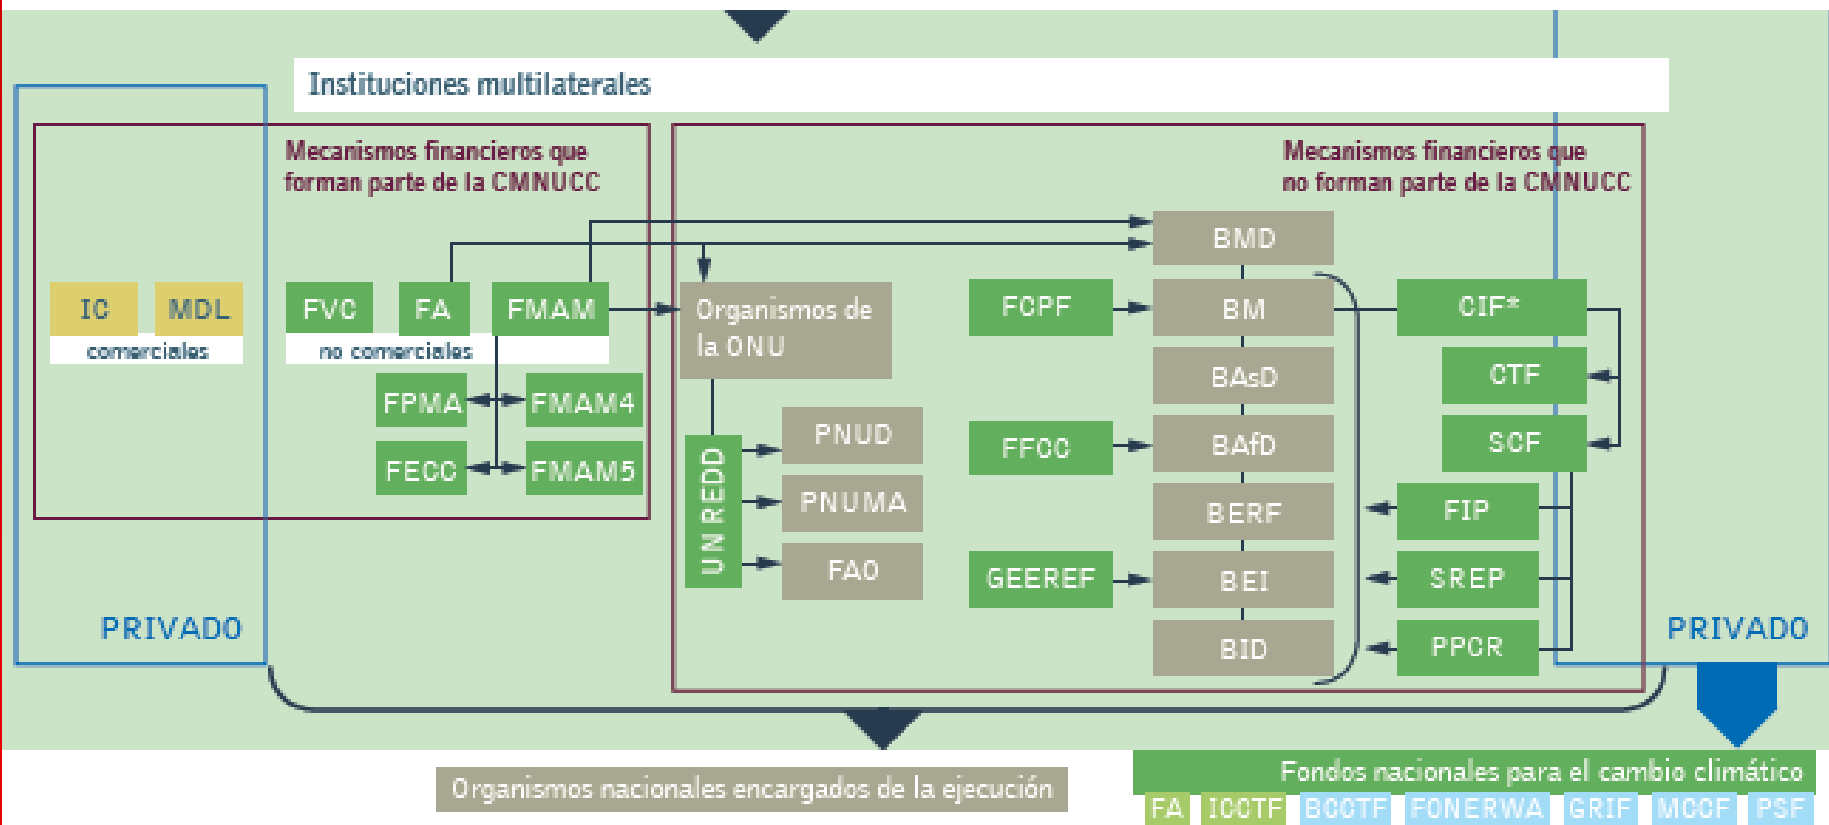 Instituciones multilaterales
Mecanismos financieros que
forman parte de la CMNUCC
Mecanismos financieros que
no forman parte de la CMNUCC
BMD
IC
MDL
comerciales
FVC
FA
FMAM
no comerciales
FPMA
FMAM4
FECC
FMAM5
Organismos de
la ONU
UN REDD
PNUD
PNUMA
FAO
FCPF
FFCC
GEEREF
BM
BAsD
BAfD
BERF
BEI
BID
CIF*
CTF
SCF
FIP
SREP
PPCR
PRIVADO
PRIVADO
Organismos nacionales encargados de la ejecución
Fondos nacionales para el cambio climático
FA ICCTF BCCTF FONERWA GRIF MCCF PSF